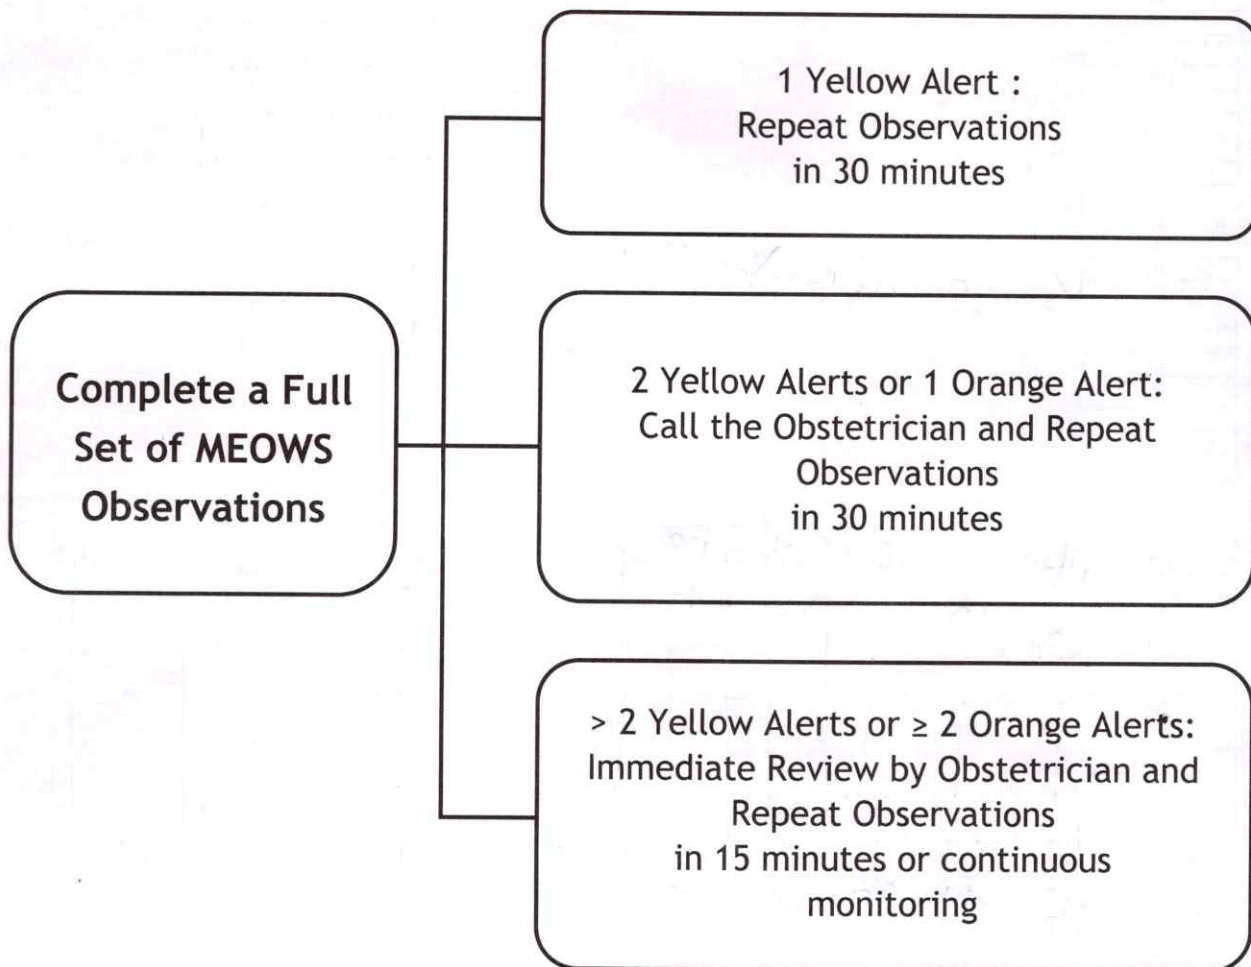 Complete a Full
Set of MEOWS
Observations
1 Yellow Alert :
Repeat Observations
in 30 minutes
2 Yellow Alerts or 1 Orange Alert:
Call the Obstetrician and Repeat
Observations
in 30 minutes
> 2 Yellow Alerts or ≥ 2 Orange Alerts:
Immediate Review by Obstetrician and
Repeat Observations
in 15 minutes or continuous
monitoring